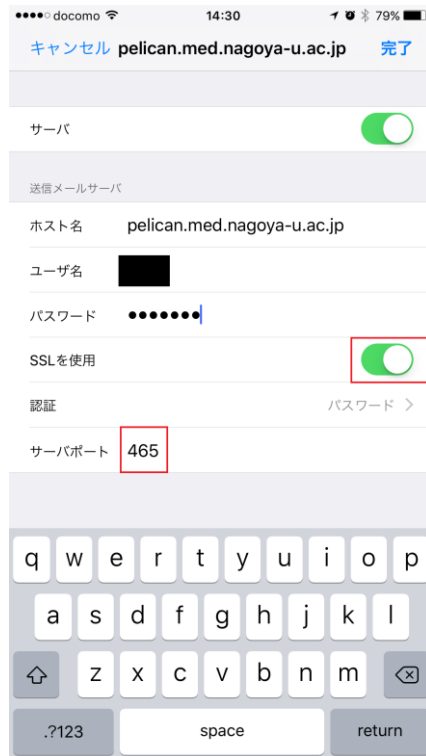 docomo 14:30 79%
キャンセル pelican.med.nagoya-u.ac.jp 完了
サーバ
送信メールサーバ
ホスト名 pelican.med.nagoya-u.ac.jp
ユーザ名
パスワード ●●●●●●●
SSLを使用
認証 パスワード >
サーバポート 465
q w e r t y u i o p
a s d f g h j k l
z x c v b n m
.?123 space return